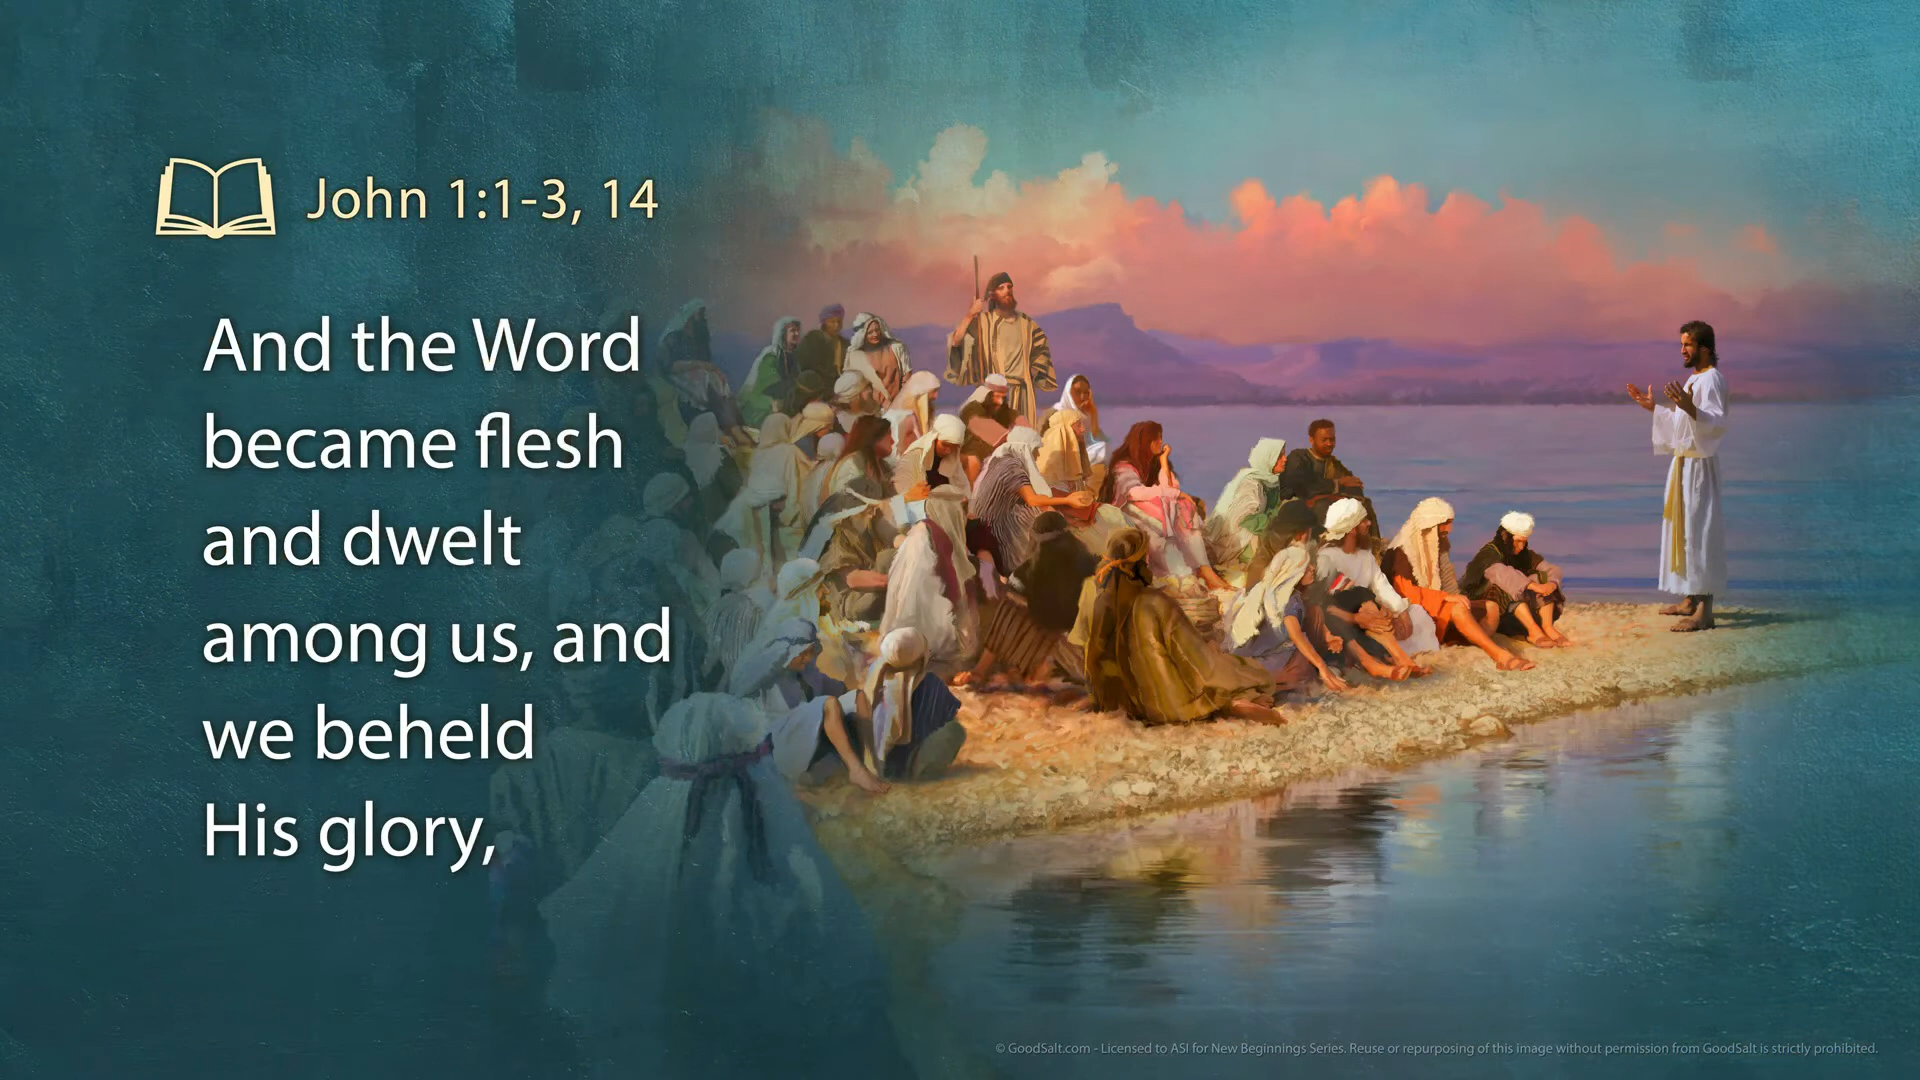 John 1:1-3, 14
And the Word
became flesh
and dwelt
among us, and
we beheld
His glory,
© GoodSalt.com - Licensed to ASI for New Beginnings Series. Reuse or repurposing of this image without permission from GoodSalt is strictly prohibited.